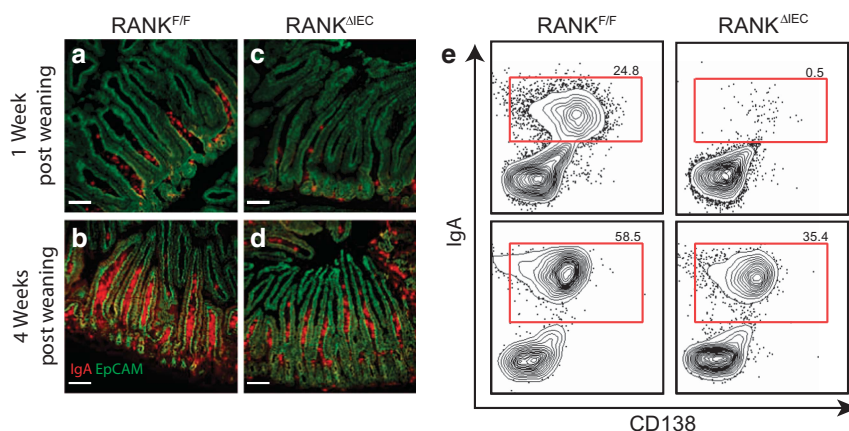 RANK^F/F RANK^ΔIEC
1 Week
post weaning
a c
4 Weeks
post weaning
b d
IgA EpCAM
e RANK^F/F RANK^ΔIEC
24.8 0.5
58.5 35.4
IgA
CD138